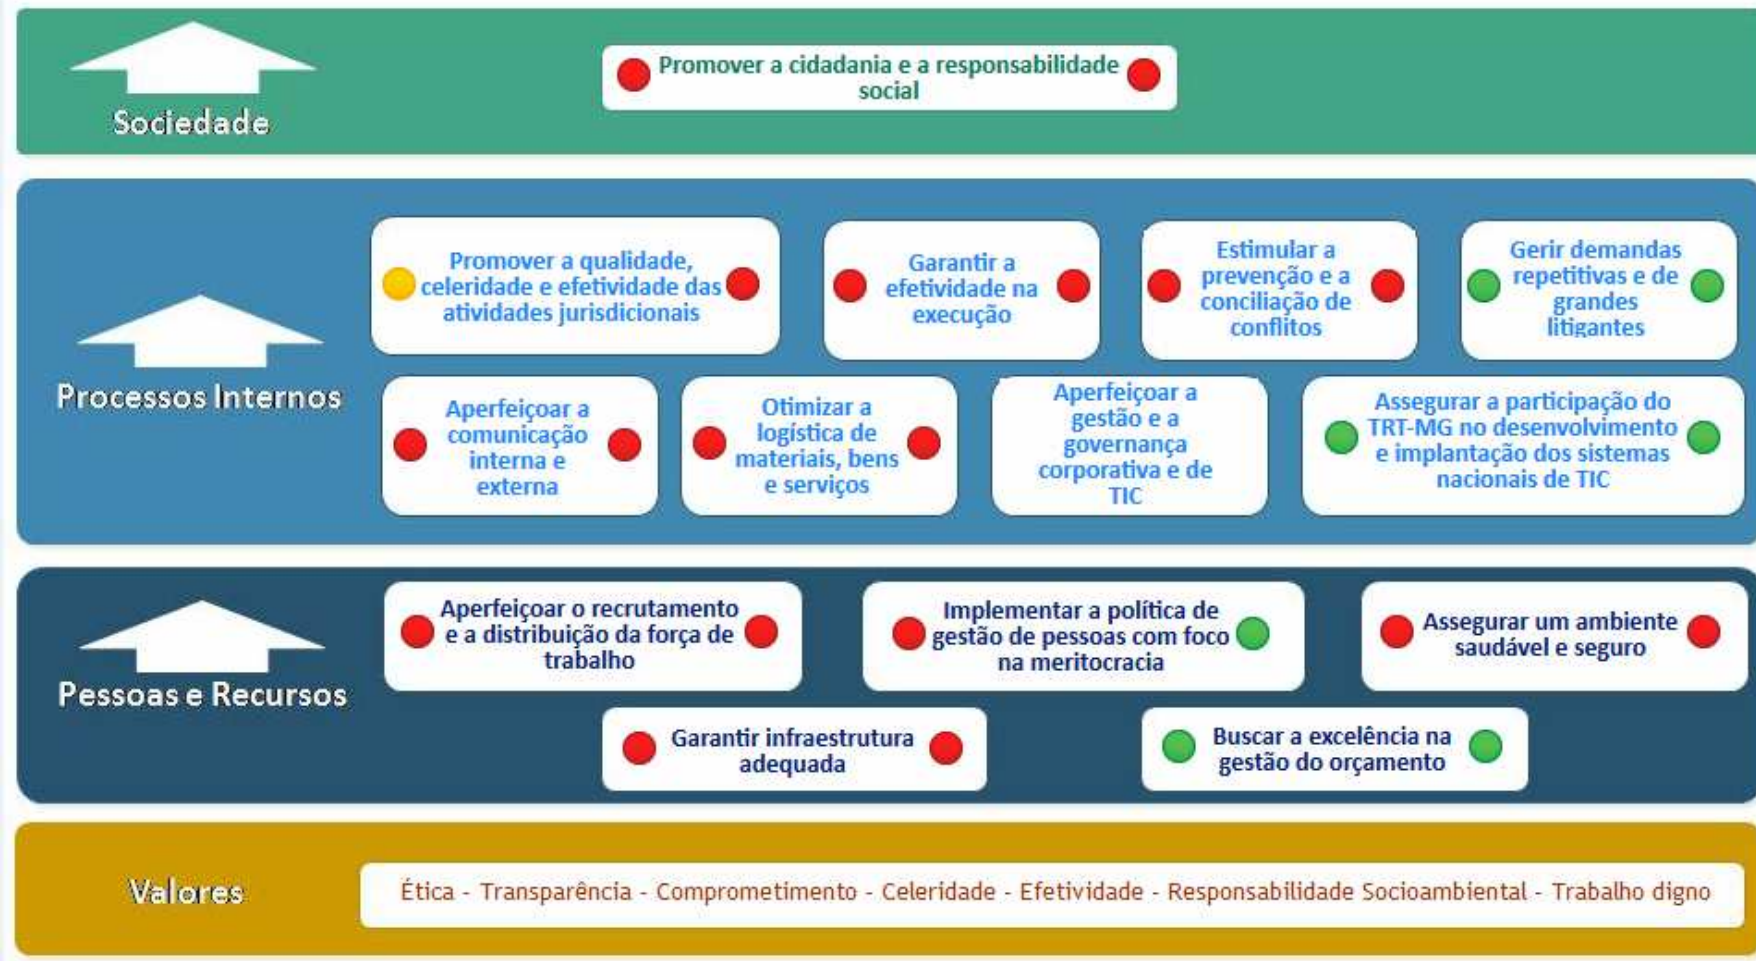 Sociedade
Promover a cidadania e a responsabilidade
social
Processos Internos
Promover a qualidade,
celeridade e efetividade das
atividades jurisdicionais
Garantir a
efetividade na
execução
Estimular a
prevenção e a
conciliação de
conflitos
Gerir demandas
repetitivas e de
grandes
litigantes
Aperfeiçoar a
comunicação
interna e
externa
Otimizar a
logística de
materiais, bens
e serviços
Aperfeiçoar a
gestão e a
governança
corporativa e de
TIC
Assegurar a participação do
TRT-MG no desenvolvimento
e implantação dos sistemas
nacionais de TIC
Pessoas e Recursos
Aperfeiçoar o recrutamento
e a distribuição da força de
trabalho
Implementar a política de
gestão de pessoas com foco
na meritocracia
Assegurar um ambiente
saudável e seguro
Garantir infraestrutura
adequada
Buscar a excelência na
gestão do orçamento
Valores
Ética - Transparência - Comprometimento - Celeridade - Efetividade - Responsabilidade Socioambiental - Trabalho digno